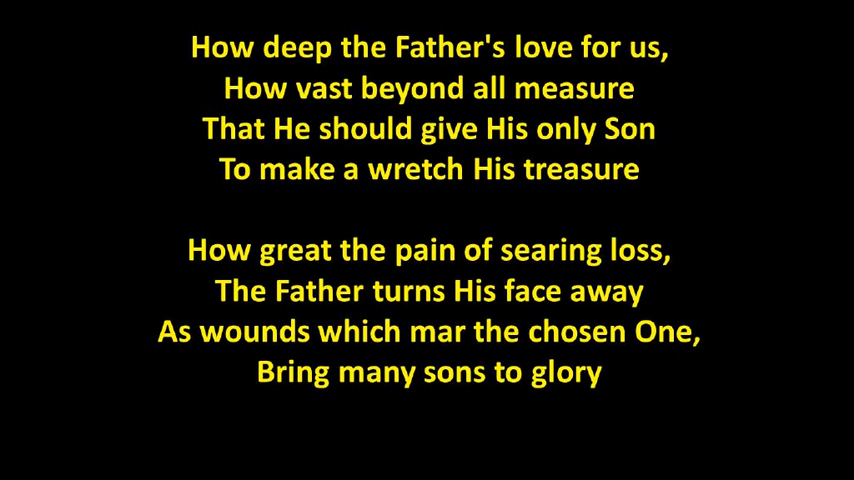 How deep the Father's love for us,
How vast beyond all measure
That He should give His only Son
To make a wretch His treasure
How great the pain of searing loss,
The Father turns His face away
As wounds which mar the chosen One,
Bring many sons to glory